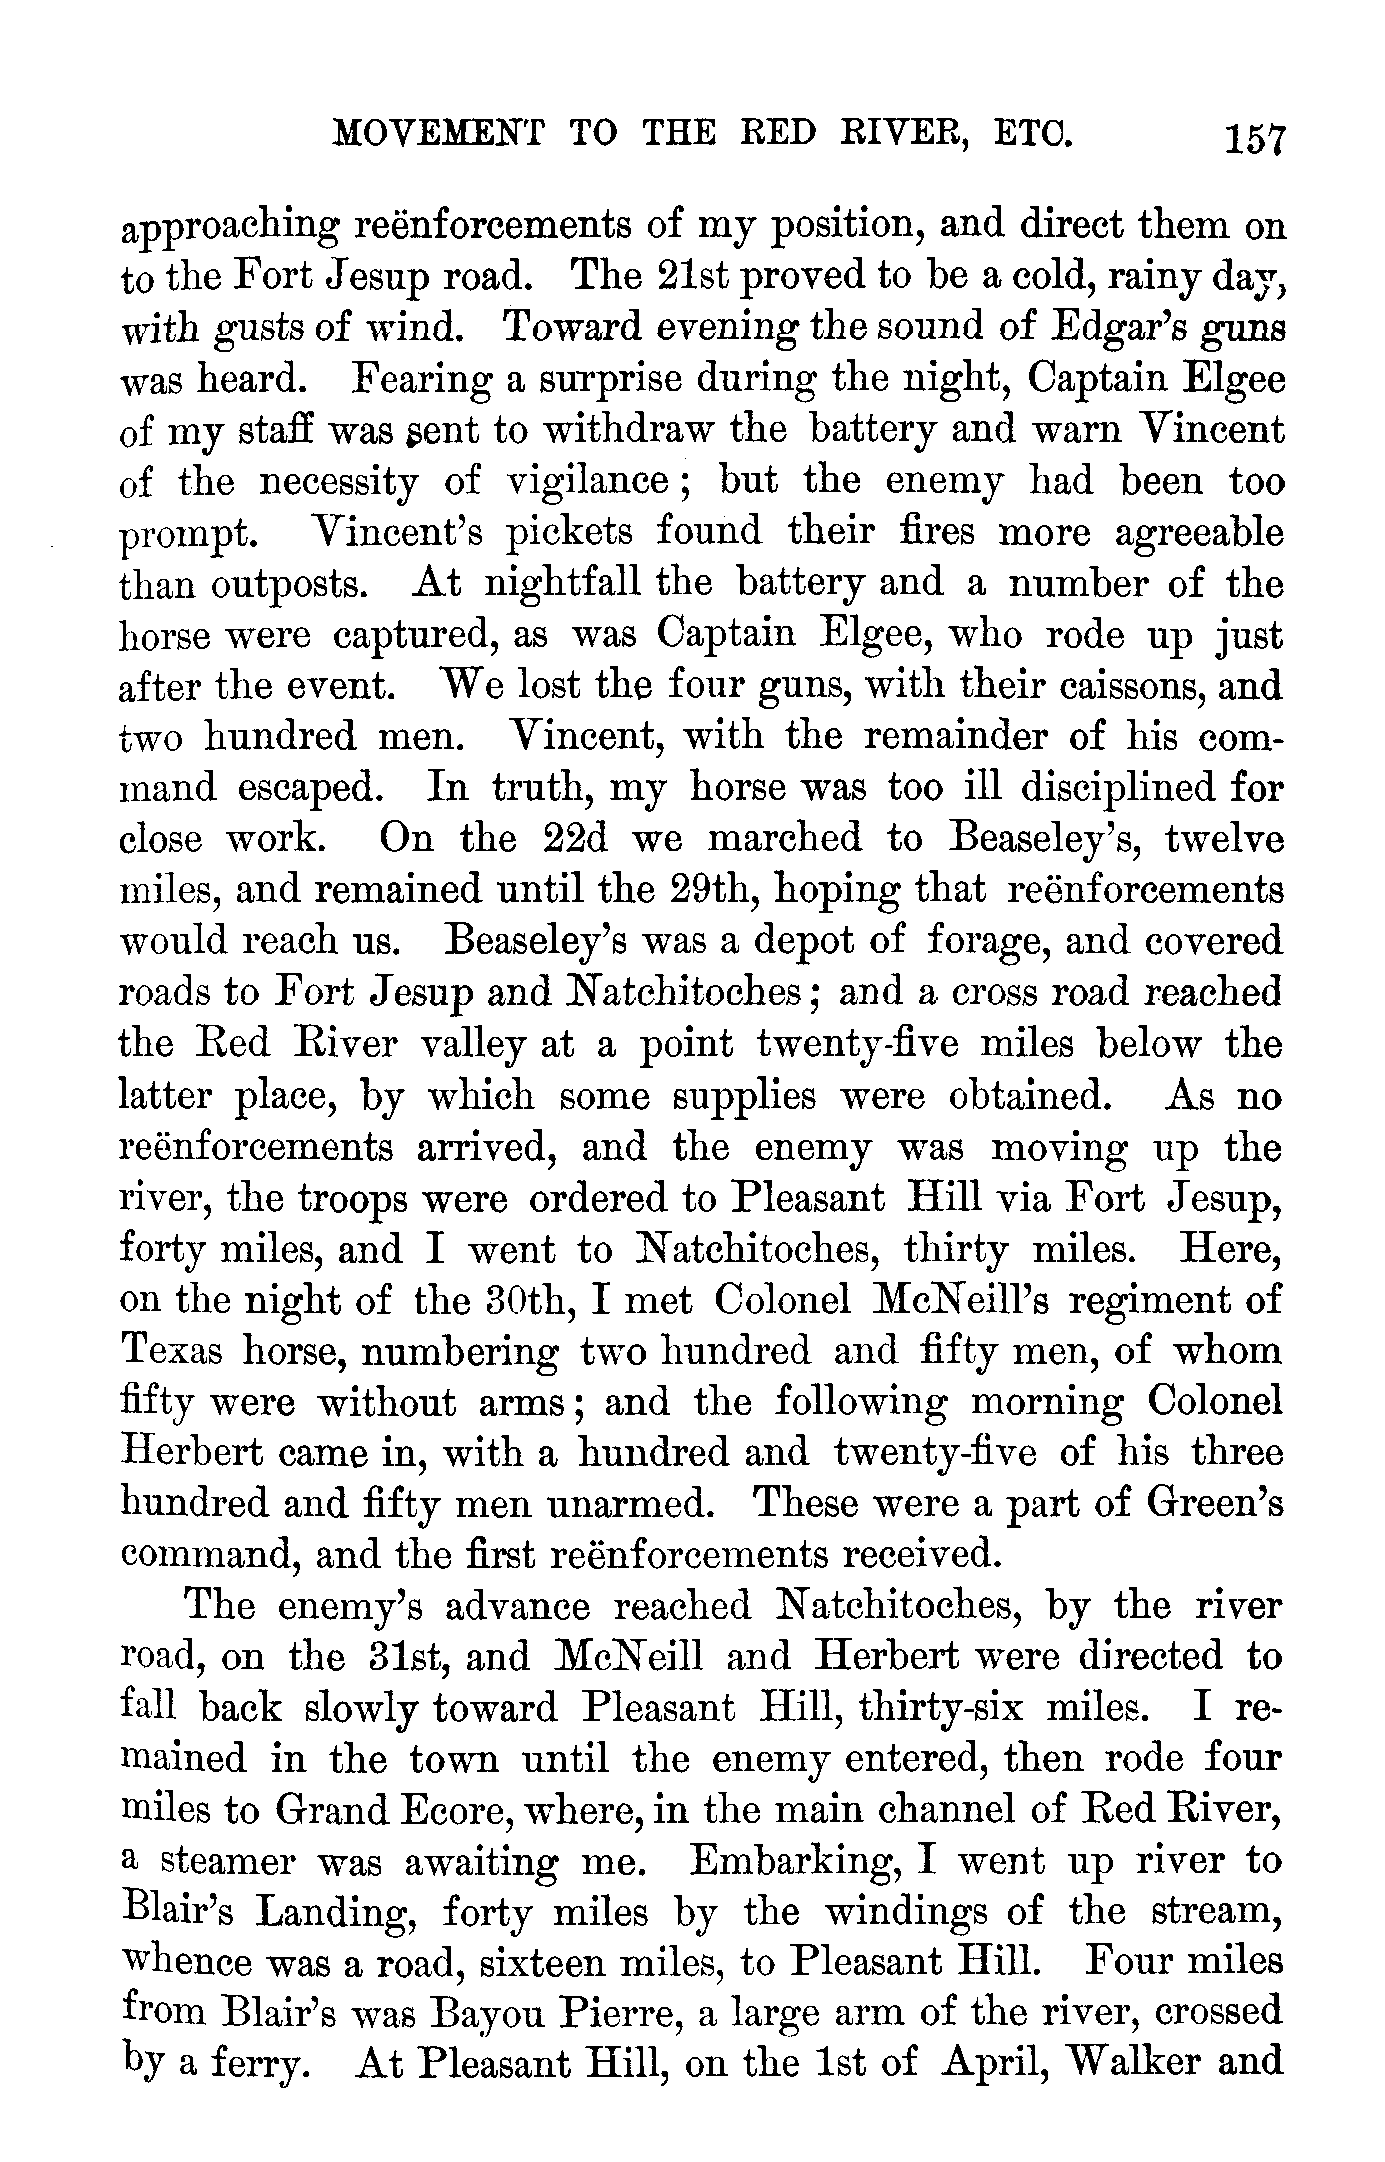 MOVEMENT TO THE RED RIVER, ETC. 157
approaching reënforcements of my position, and direct them on
to the Fort Jesup road. The 21st proved to be a cold, rainy day,
with gusts of wind. Toward evening the sound of Edgar's guns
was heard. Fearing a surprise during the night, Captain Elgee
of my staff was sent to withdraw the battery and warn Vincent
of the necessity of vigilance; but the enemy had been too
prompt. Vincent's pickets found their fires more agreeable
than outposts. At nightfall the battery and a number of the
horse were captured, as was Captain Elgee, who rode up just
after the event. We lost the four guns, with their caissons, and
two hundred men. Vincent, with the remainder of his com-
mand escaped. In truth, my horse was too ill disciplined for
close work. On the 22d we marched to Beaseley's, twelve
miles, and remained until the 29th, hoping that reënforcements
would reach us. Beaseley's was a depot of forage, and covered
roads to Fort Jesup and Natchitoches; and a cross road reached
the Red River valley at a point twenty-five miles below the
latter place, by which some supplies were obtained. As no
reënforcements arrived, and the enemy was moving up the
river, the troops were ordered to Pleasant Hill via Fort Jesup,
forty miles, and I went to Natchitoches, thirty miles. Here,
on the night of the 30th, I met Colonel McNeill's regiment of
Texas horse, numbering two hundred and fifty men, of whom
fifty were without arms; and the following morning Colonel
Herbert came in, with a hundred and twenty-five of his three
hundred and fifty men unarmed. These were a part of Green's
command, and the first reënforcements received.
The enemy's advance reached Natchitoches, by the river
road, on the 31st, and McNeill and Herbert were directed to
fall back slowly toward Pleasant Hill, thirty-six miles. I re-
mained in the town until the enemy entered, then rode four
miles to Grand Ecore, where, in the main channel of Red River,
a steamer was awaiting me. Embarking, I went up river to
Blair's Landing, forty miles by the windings of the stream,
whence was a road, sixteen miles, to Pleasant Hill. Four miles
from Blair's was Bayou Pierre, a large arm of the river, crossed
by a ferry. At Pleasant Hill, on the 1st of April, Walker and